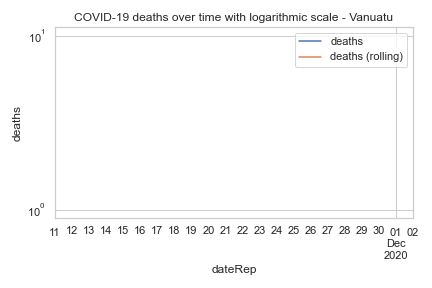 COVID-19 deaths over time with logarithmic scale - Vanuatu
10¹
deaths
deaths (rolling)
deaths
10⁰
11 12 13 14 15 16 17 18 19 20 21 22 23 24 25 26 27 28 29 30 01 02
Dec
2020
dateRep